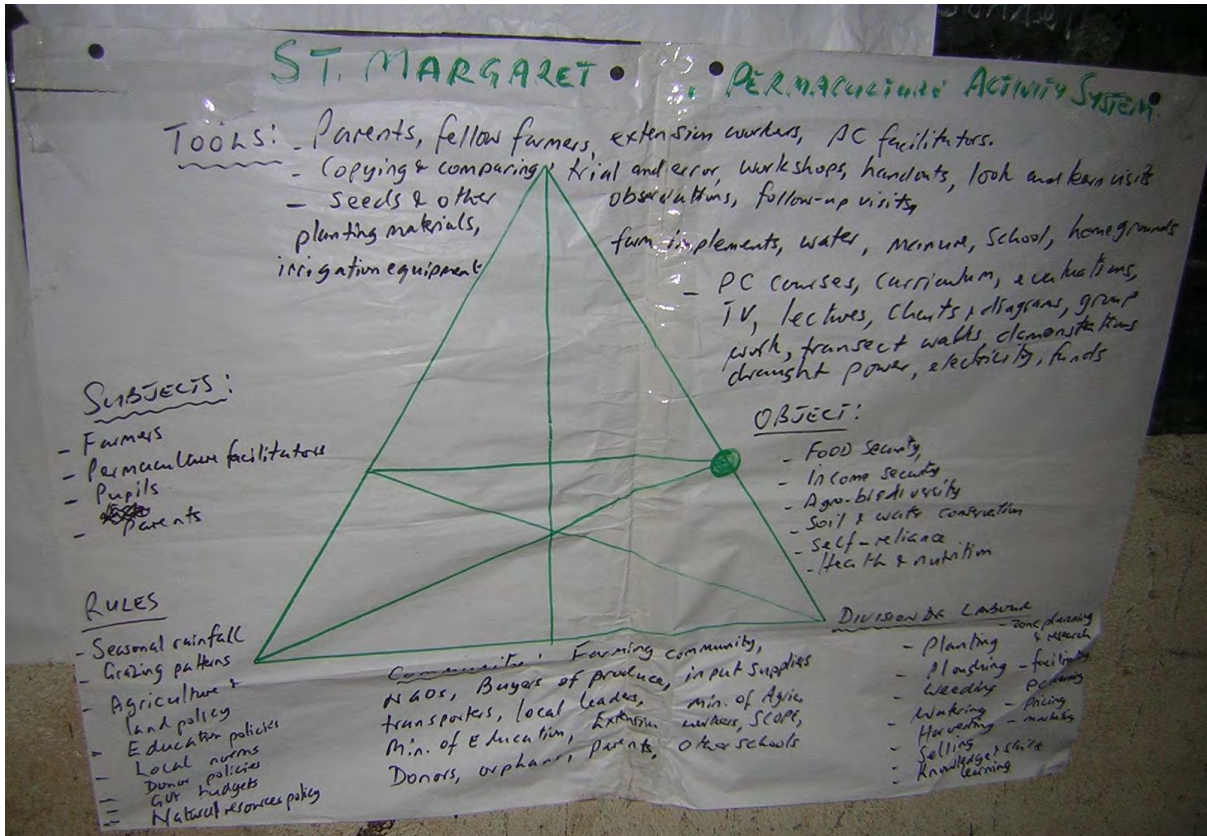 ST. MARGARET PERMACULTURE ACTIVITY SYSTEM.
TOOLS: - Parents, fellow farmers, extension workers, PC facilitators.
- Copying & comparing, trial and error, workshops, handouts, look and learn visits
observations, follow-up visits,
- Seeds & other
planting materials,
irrigation equipment
farm implements, water, manure, School, homegrounds
- PC courses, curriculum, evaluations,
TV, lectures, charts & diagrams, group
work, transect walks, demonstrations
draught power, electricity, funds
SUBJECTS:
- Farmers
- Permaculture facilitators
- Pupils
- Parents
OBJECT:
- FOOD Security,
- Income security
- Agro-biodiversity
- Soil & water conservation
- Self-reliance
- Health & nutrition
RULES
- Seasonal rainfall
- Grazing patterns
- Agriculture &
land policy
- Education policies
- Local norms
- Donor policies
- Gvt budgets
- Natural resources policy
Community: Farming community,
NGOs, Buyers of produce, input supplies
transporters, local leaders, Min. of Agric
Min. of Education, Extension workers, SCOPE,
Donors, orphans, parents, other schools
DIVISION OF LABOUR
- Planting - zone planning
& research
- Ploughing - facilitating
- Weeding PC
- Watering - pricing
- Harvesting - marketing
- Selling
- Knowledge & skills
learning